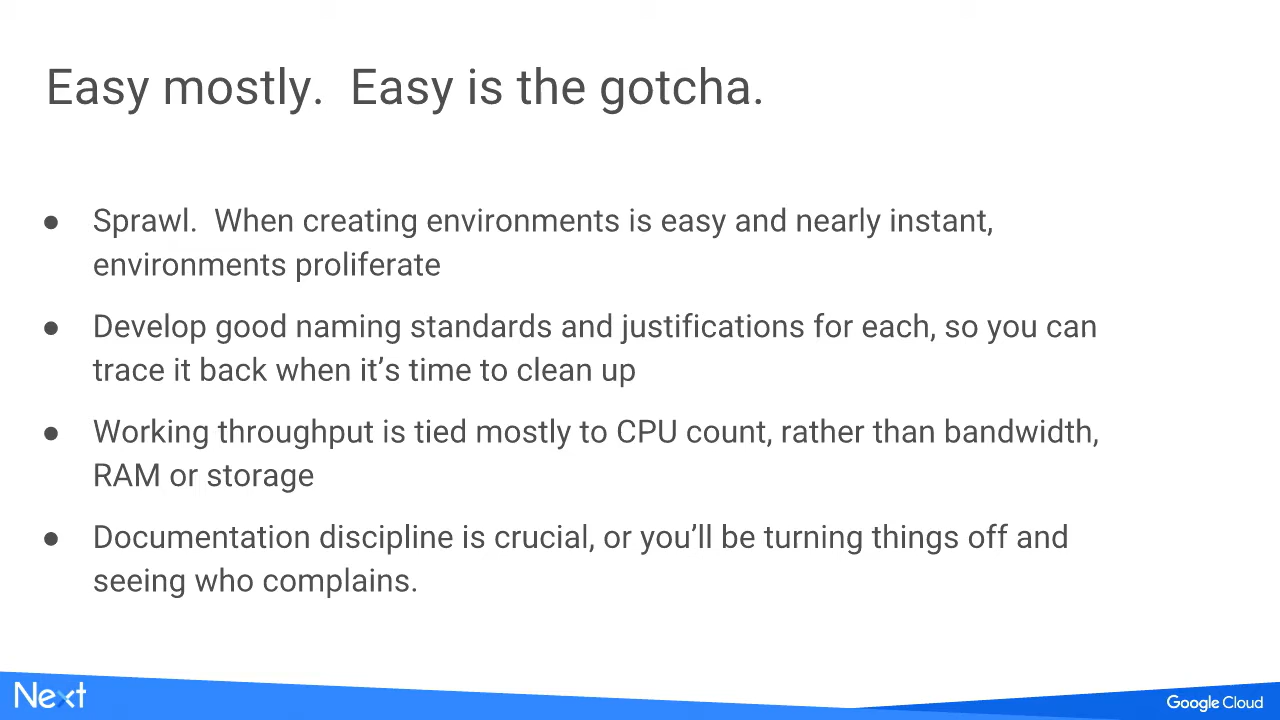 Easy mostly.  Easy is the gotcha.
● Sprawl.  When creating environments is easy and nearly instant,
environments proliferate
● Develop good naming standards and justifications for each, so you can
trace it back when it’s time to clean up
● Working throughput is tied mostly to CPU count, rather than bandwidth,
RAM or storage
● Documentation discipline is crucial, or you’ll be turning things off and
seeing who complains.
Next
Google Cloud